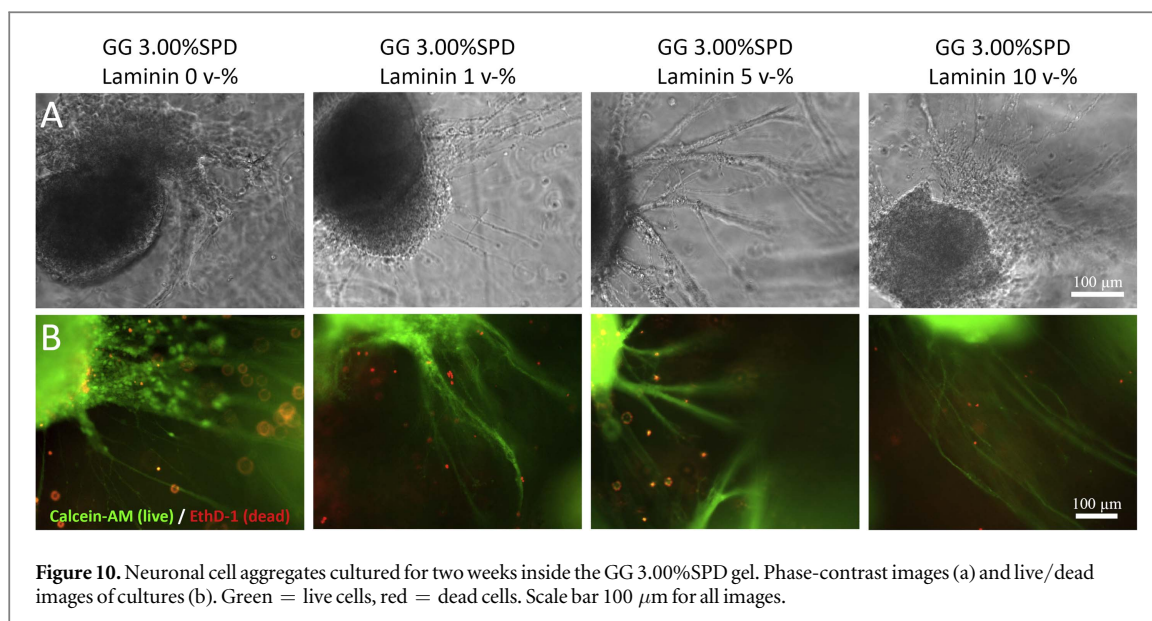 GG 3.00%SPD
Laminin 0 v-%
GG 3.00%SPD
Laminin 1 v-%
GG 3.00%SPD
Laminin 5 v-%
GG 3.00%SPD
Laminin 10 v-%
A
100 μm
B
Calcein-AM (live) / EthD-1 (dead)
100 μm
Figure 10. Neuronal cell aggregates cultured for two weeks inside the GG 3.00%SPD gel. Phase-contrast images (a) and live/dead
images of cultures (b). Green = live cells, red = dead cells. Scale bar 100 μm for all images.